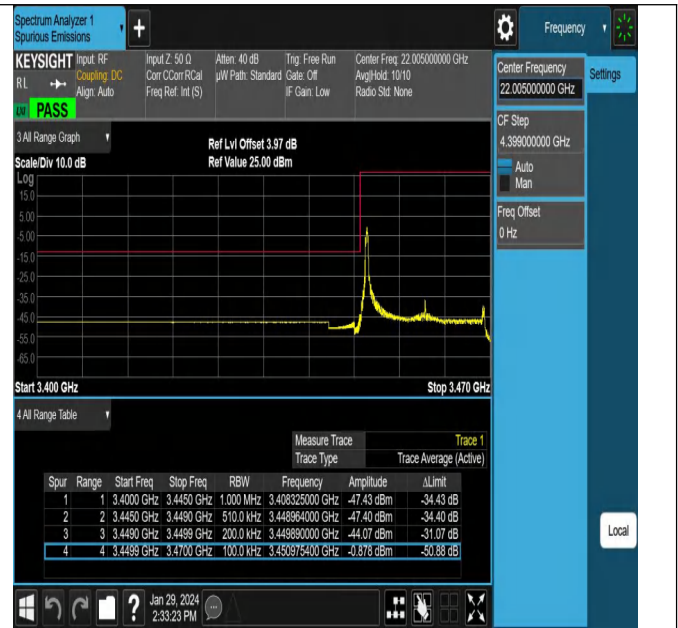 Spectrum Analyzer 1
Spurious Emissions
Frequency
KEYSIGHT
RL
Input: RF
Coupling: DC
Align: Auto
Input Z: 50 Ω
Corr CCorr RCal
Freq Ref: Int (S)
Atten: 40 dB
µW Path: Standard
Trig: Free Run
Gate: Off
IF Gain: Low
Center Freq: 22.005000000 GHz
Avg|Hold: 10/10
Radio Std: None
PASS
3 All Range Graph
Ref Lvl Offset 3.97 dB
Scale/Div 10.0 dB
Ref Value 25.00 dBm
Log
15.0
5.00
-5.00
-15.0
-25.0
-35.0
-45.0
-55.0
-65.0
Start 3.400 GHz
Stop 3.470 GHz
4 All Range Table
Measure Trace Trace 1
Trace Type Trace Average (Active)
Spur Range Start Freq Stop Freq RBW Frequency Amplitude ΔLimit
1 1 3.4000 GHz 3.4450 GHz 1.000 MHz 3.408325000 GHz -47.43 dBm -34.43 dB
2 2 3.4450 GHz 3.4490 GHz 510.0 kHz 3.448964000 GHz -47.40 dBm -34.40 dB
3 3 3.4490 GHz 3.4499 GHz 200.0 kHz 3.449890000 GHz -44.07 dBm -31.07 dB
4 4 3.4499 GHz 3.4700 GHz 100.0 kHz 3.450975400 GHz -0.878 dBm -50.88 dB
Center Frequency
22.005000000 GHz
Settings
CF Step
4.399000000 GHz
Auto
Man
Freq Offset
0 Hz
Local
?
Jan 29, 2024
2:33:23 PM